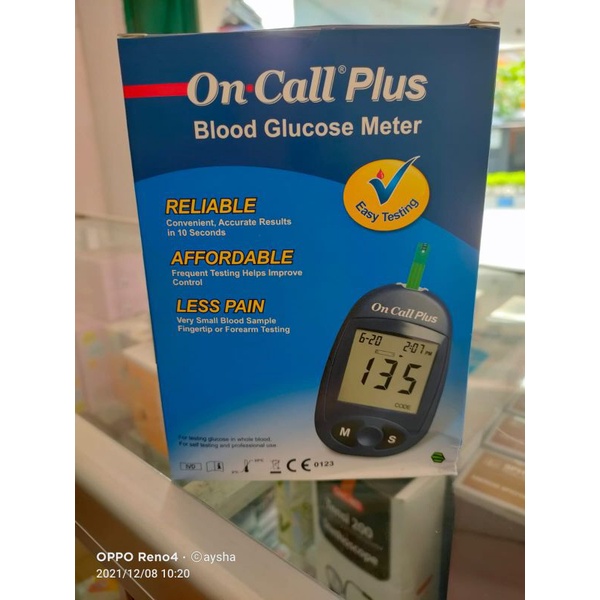 On·Call® Plus
Blood Glucose Meter
Easy Testing
RELIABLE
Convenient, Accurate Results
in 10 Seconds
AFFORDABLE
Frequent Testing Helps Improve
Control
LESS PAIN
Very Small Blood Sample
Fingertip or Forearm Testing
On Call Plus
6-20 2:07 PM
135
CODE
M S
For testing glucose in whole blood.
For self testing and professional use
IVD
CE 0123
200
OPPO Reno4 · ©aysha
2021/12/08 10:20